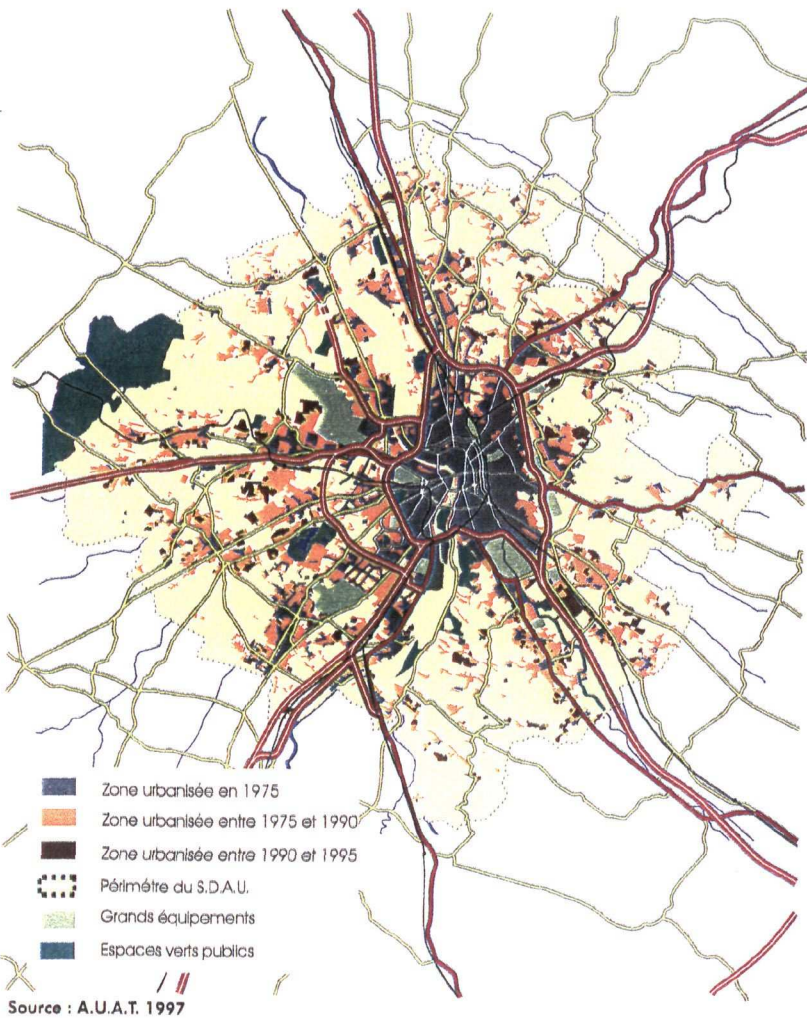 Zone urbanisée en 1975
Zone urbanisée entre 1975 et 1990
Zone urbanisée entre 1990 et 1995
Périmétre du S.D.A.U.
Grands équipements
Espaces verts publics
Source : A.U.A.T. 1997